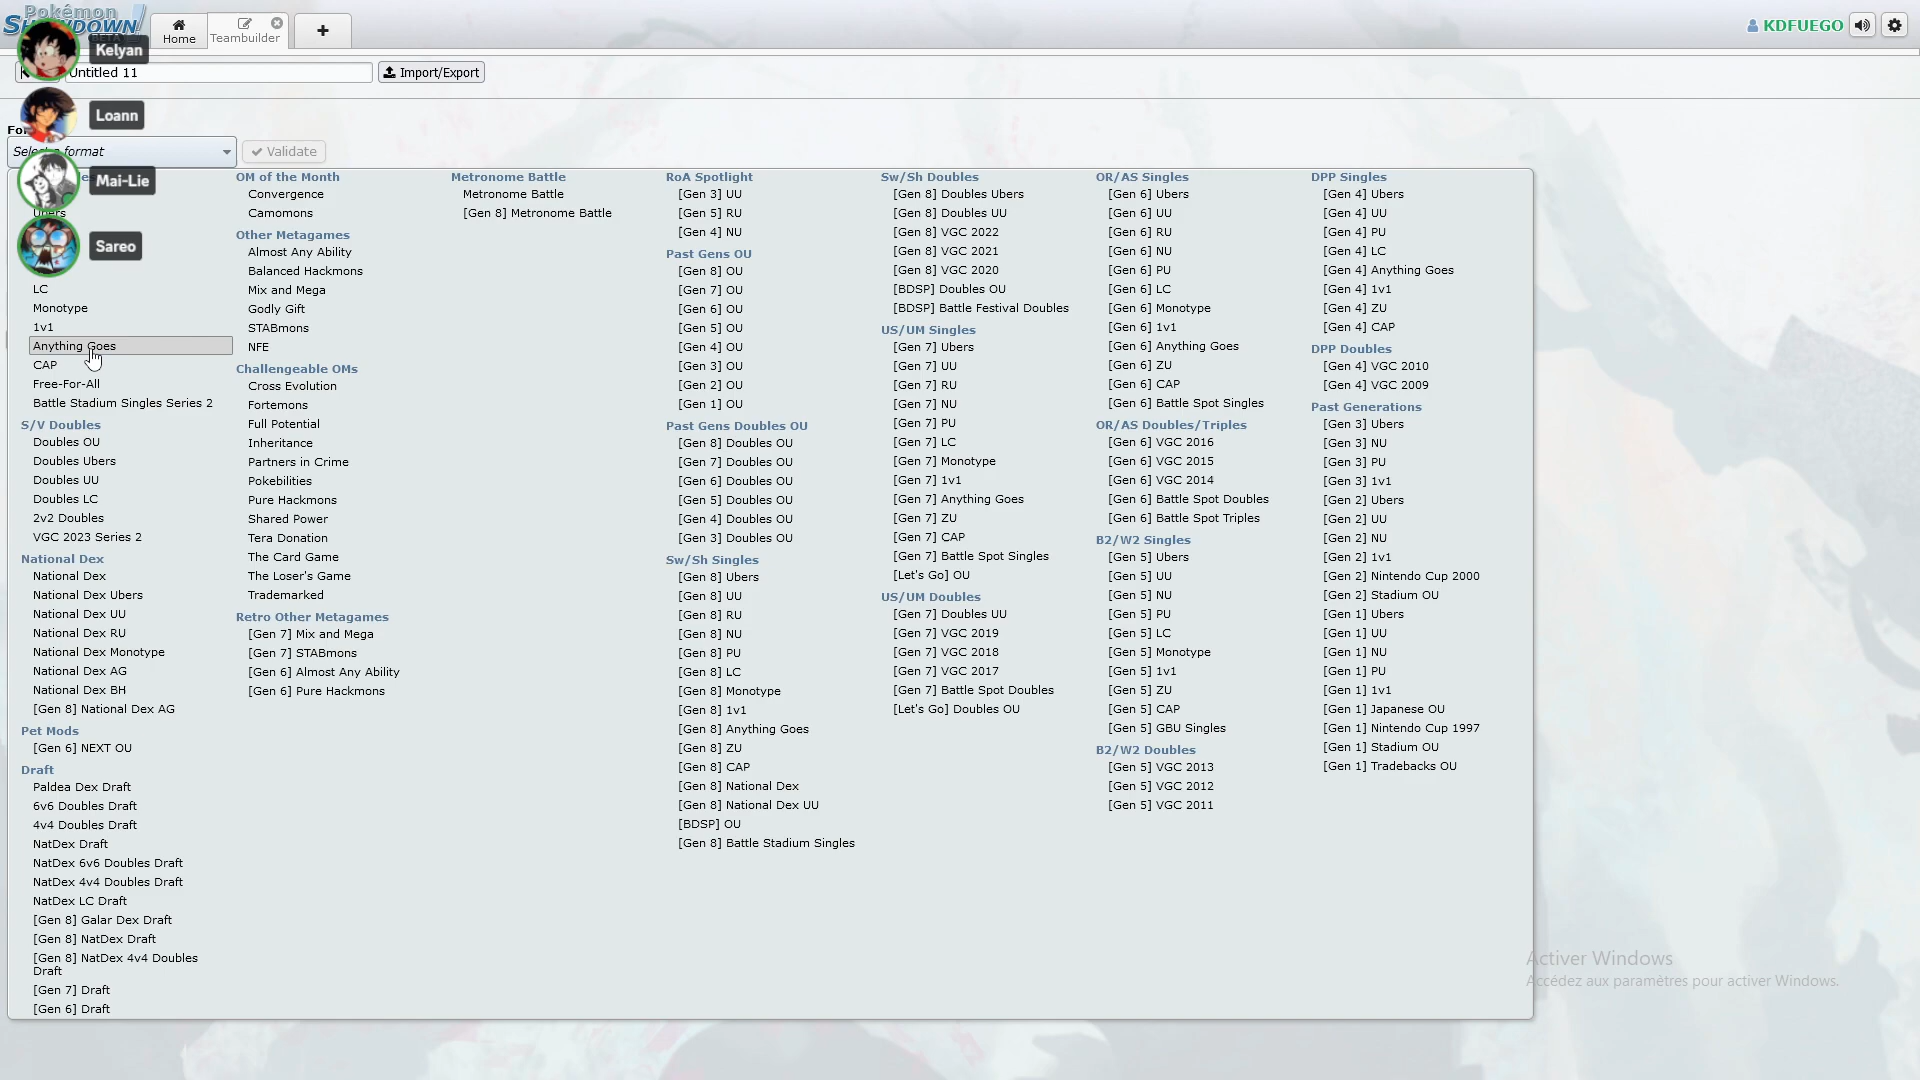 Pokémon
Home
Teambuilder
KDFUEGO
Kelyan
Untitled 11
Import/Export
Loann
Validate
Mai-Lie
Ubers
Sareo
LC
Monotype
1v1
Anything Goes
CAP
Free-For-All
Battle Stadium Singles Series 2
S/V Doubles
Doubles OU
Doubles Ubers
Doubles UU
Doubles LC
2v2 Doubles
VGC 2023 Series 2
National Dex
National Dex
National Dex Ubers
National Dex UU
National Dex RU
National Dex Monotype
National Dex AG
National Dex BH
[Gen 8] National Dex AG
Pet Mods
[Gen 6] NEXT OU
Draft
Paldea Dex Draft
6v6 Doubles Draft
4v4 Doubles Draft
NatDex Draft
NatDex 6v6 Doubles Draft
NatDex 4v4 Doubles Draft
NatDex LC Draft
[Gen 8] Galar Dex Draft
[Gen 8] NatDex Draft
[Gen 8] NatDex 4v4 Doubles
Draft
[Gen 7] Draft
[Gen 6] Draft
OM of the Month
Convergence
Camomons
Other Metagames
Almost Any Ability
Balanced Hackmons
Mix and Mega
Godly Gift
STABmons
NFE
Challengeable OMs
Cross Evolution
Fortemons
Full Potential
Inheritance
Partners in Crime
Pokebilities
Pure Hackmons
Shared Power
Tera Donation
The Card Game
The Loser's Game
Trademarked
Retro Other Metagames
[Gen 7] Mix and Mega
[Gen 7] STABmons
[Gen 6] Almost Any Ability
[Gen 6] Pure Hackmons
Metronome Battle
Metronome Battle
[Gen 8] Metronome Battle
RoA Spotlight
[Gen 3] UU
[Gen 5] RU
[Gen 4] NU
Past Gens OU
[Gen 8] OU
[Gen 7] OU
[Gen 6] OU
[Gen 5] OU
[Gen 4] OU
[Gen 3] OU
[Gen 2] OU
[Gen 1] OU
Past Gens Doubles OU
[Gen 8] Doubles OU
[Gen 7] Doubles OU
[Gen 6] Doubles OU
[Gen 5] Doubles OU
[Gen 4] Doubles OU
[Gen 3] Doubles OU
Sw/Sh Singles
[Gen 8] Ubers
[Gen 8] UU
[Gen 8] RU
[Gen 8] NU
[Gen 8] PU
[Gen 8] LC
[Gen 8] Monotype
[Gen 8] 1v1
[Gen 8] Anything Goes
[Gen 8] ZU
[Gen 8] CAP
[Gen 8] National Dex
[Gen 8] National Dex UU
[BDSP] OU
[Gen 8] Battle Stadium Singles
Sw/Sh Doubles
[Gen 8] Doubles Ubers
[Gen 8] Doubles UU
[Gen 8] VGC 2022
[Gen 8] VGC 2021
[Gen 8] VGC 2020
[BDSP] Doubles OU
[BDSP] Battle Festival Doubles
US/UM Singles
[Gen 7] Ubers
[Gen 7] UU
[Gen 7] RU
[Gen 7] NU
[Gen 7] PU
[Gen 7] LC
[Gen 7] Monotype
[Gen 7] 1v1
[Gen 7] Anything Goes
[Gen 7] ZU
[Gen 7] CAP
[Gen 7] Battle Spot Singles
[Let's Go] OU
US/UM Doubles
[Gen 7] Doubles UU
[Gen 7] VGC 2019
[Gen 7] VGC 2018
[Gen 7] VGC 2017
[Gen 7] Battle Spot Doubles
[Let's Go] Doubles OU
OR/AS Singles
[Gen 6] Ubers
[Gen 6] UU
[Gen 6] RU
[Gen 6] NU
[Gen 6] PU
[Gen 6] LC
[Gen 6] Monotype
[Gen 6] 1v1
[Gen 6] Anything Goes
[Gen 6] ZU
[Gen 6] CAP
[Gen 6] Battle Spot Singles
OR/AS Doubles/Triples
[Gen 6] VGC 2016
[Gen 6] VGC 2015
[Gen 6] VGC 2014
[Gen 6] Battle Spot Doubles
[Gen 6] Battle Spot Triples
B2/W2 Singles
[Gen 5] Ubers
[Gen 5] UU
[Gen 5] NU
[Gen 5] PU
[Gen 5] LC
[Gen 5] Monotype
[Gen 5] 1v1
[Gen 5] ZU
[Gen 5] CAP
[Gen 5] GBU Singles
B2/W2 Doubles
[Gen 5] VGC 2013
[Gen 5] VGC 2012
[Gen 5] VGC 2011
DPP Singles
[Gen 4] Ubers
[Gen 4] UU
[Gen 4] PU
[Gen 4] LC
[Gen 4] Anything Goes
[Gen 4] 1v1
[Gen 4] ZU
[Gen 4] CAP
DPP Doubles
[Gen 4] VGC 2010
[Gen 4] VGC 2009
Past Generations
[Gen 3] Ubers
[Gen 3] NU
[Gen 3] PU
[Gen 3] 1v1
[Gen 2] Ubers
[Gen 2] UU
[Gen 2] NU
[Gen 2] 1v1
[Gen 2] Nintendo Cup 2000
[Gen 2] Stadium OU
[Gen 1] Ubers
[Gen 1] UU
[Gen 1] NU
[Gen 1] PU
[Gen 1] 1v1
[Gen 1] Japanese OU
[Gen 1] Nintendo Cup 1997
[Gen 1] Stadium OU
[Gen 1] Tradebacks OU
Activer Windows
Accédez aux paramètres pour activer Windows.